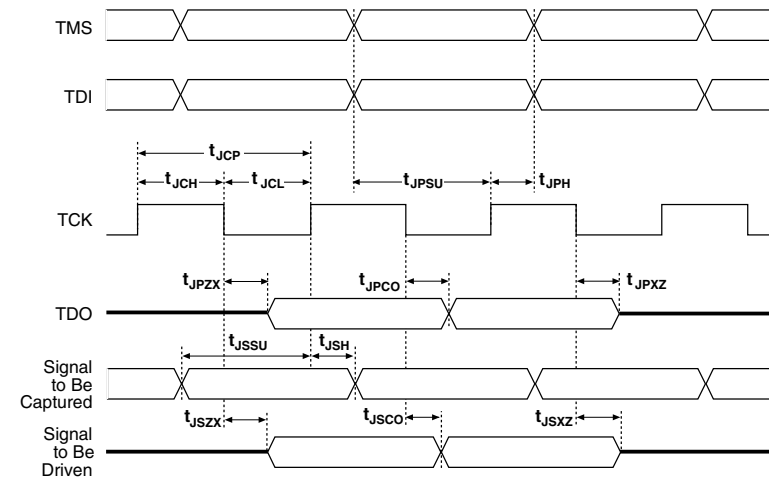 TMS
TDI
tJCP
tJCH
tJCL
tJPSU
tJPH
TCK
tJPZX
tJPCO
tJPXZ
TDO
tJSSU
tJSH
Signal
to Be
Captured
tJSZX
tJSCO
tJSXZ
Signal
to Be
Driven